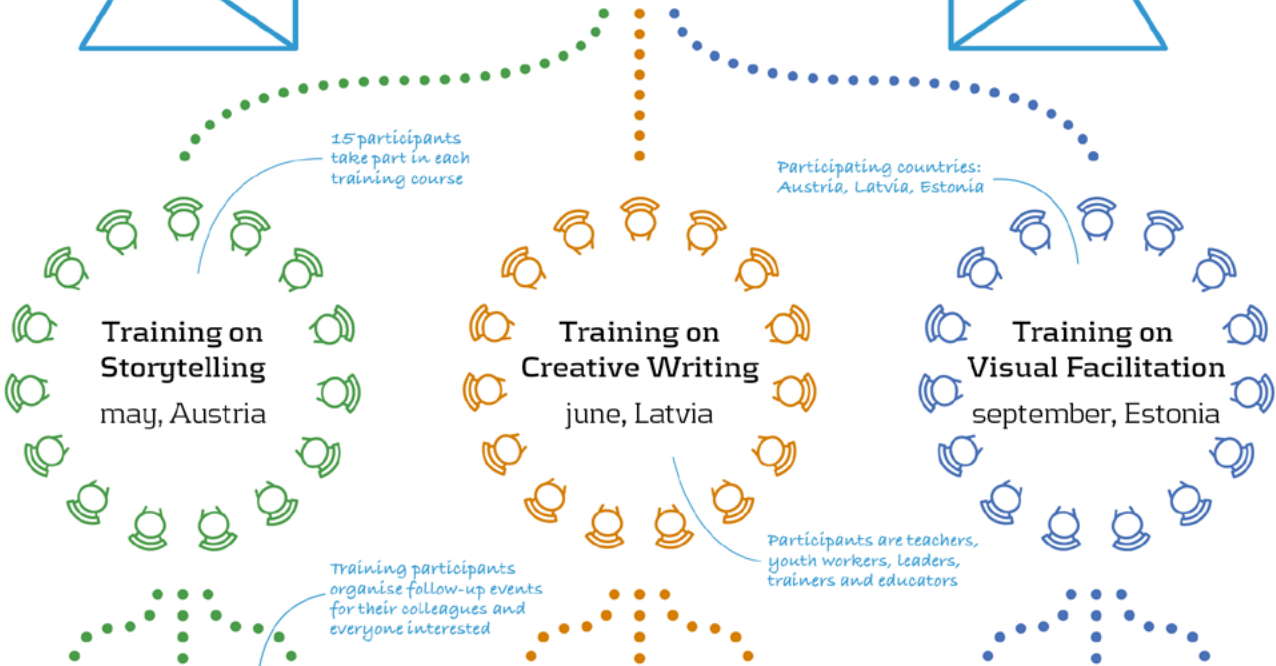 15 participants
take part in each
training course
Participating countries:
Austria, Latvia, Estonia
Training on
Storytelling
may, Austria
Training on
Creative Writing
june, Latvia
Training on
Visual Facilitation
september, Estonia
Participants are teachers,
youth workers, leaders,
trainers and educators
Training participants
organise follow-up events
for their colleagues and
everyone interested